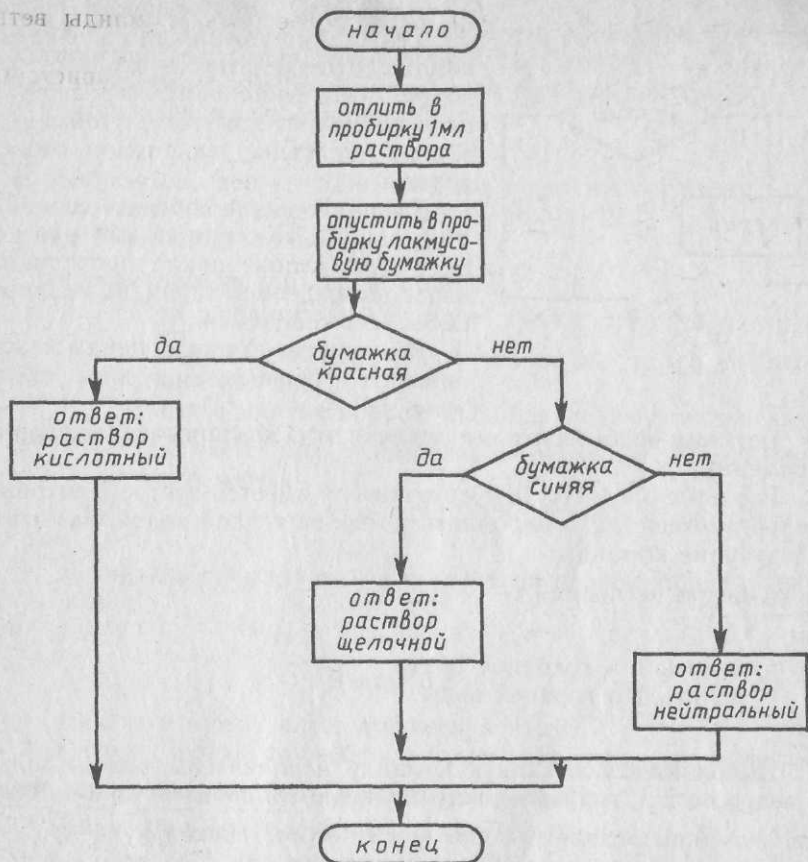 начало
отлить в
пробирку 1мл
раствора
опустить в про-
бирку лакмусо-
вую бумажку
бумажка
красная
да
нет
ответ:
раствор
кислотный
бумажка
синяя
да
нет
ответ:
раствор
щелочной
ответ:
раствор
нейтральный
конец